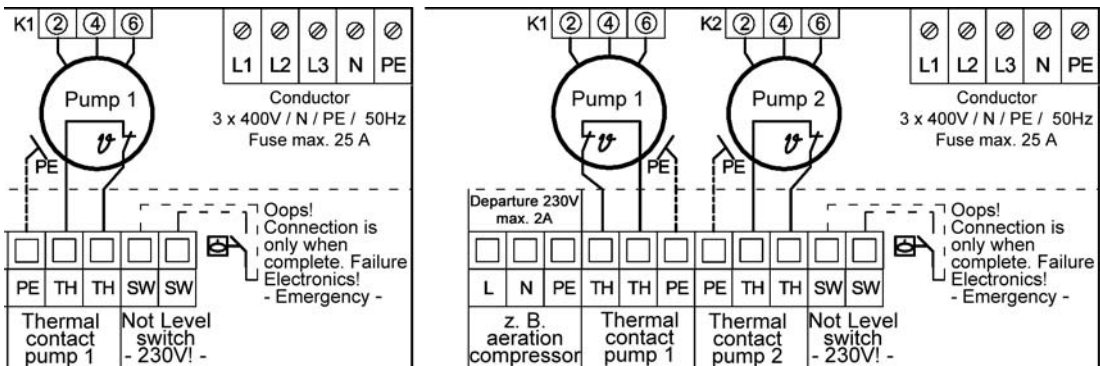 K1 2 4 6
L1 L2 L3 N PE
Pump 1
Conductor
3 x 400V / N / PE / 50Hz
Fuse max. 25 A
ϑ
PE
Oops!
Connection is
only when
complete. Failure
Electronics!
- Emergency -
PE TH TH SW SW
Thermal
contact
pump 1
Not Level
switch
- 230V! -
K1 2 4 6
K2 2 4 6
L1 L2 L3 N PE
Pump 1
Pump 2
Conductor
3 x 400V / N / PE / 50Hz
Fuse max. 25 A
ϑ
ϑ
PE
PE
Departure 230V
max. 2A
Oops!
Connection is
only when
complete. Failure
Electronics!
- Emergency -
L N PE TH TH PE PE TH TH SW SW
z. B.
aeration
compressor
Thermal
contact
pump 1
Thermal
contact
pump 2
Not Level
switch
- 230V! -